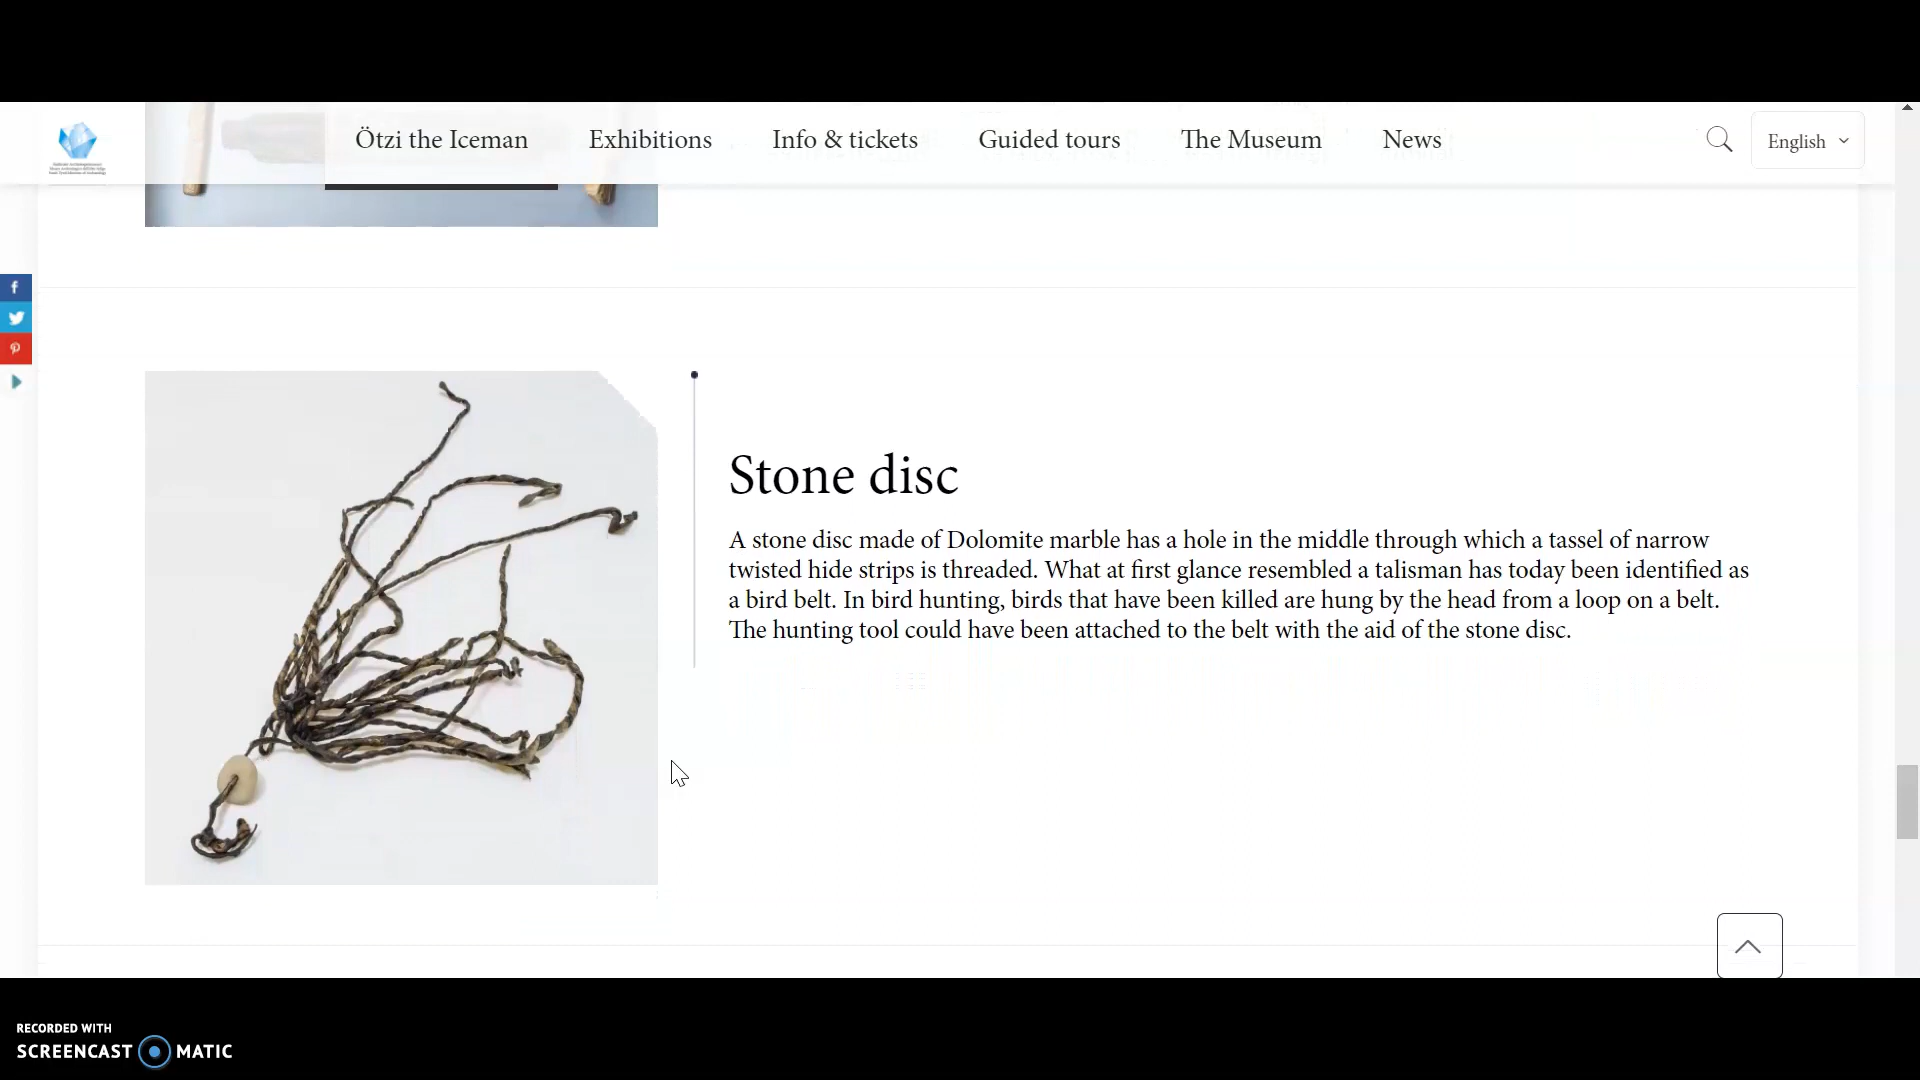 Ötzi the Iceman
Exhibitions
Info & tickets
Guided tours
The Museum
News
English
Stone disc
A stone disc made of Dolomite marble has a hole in the middle through which a tassel of narrow
twisted hide strips is threaded. What at first glance resembled a talisman has today been identified as
a bird belt. In bird hunting, birds that have been killed are hung by the head from a loop on a belt.
The hunting tool could have been attached to the belt with the aid of the stone disc.
RECORDED WITH
SCREENCAST MATIC